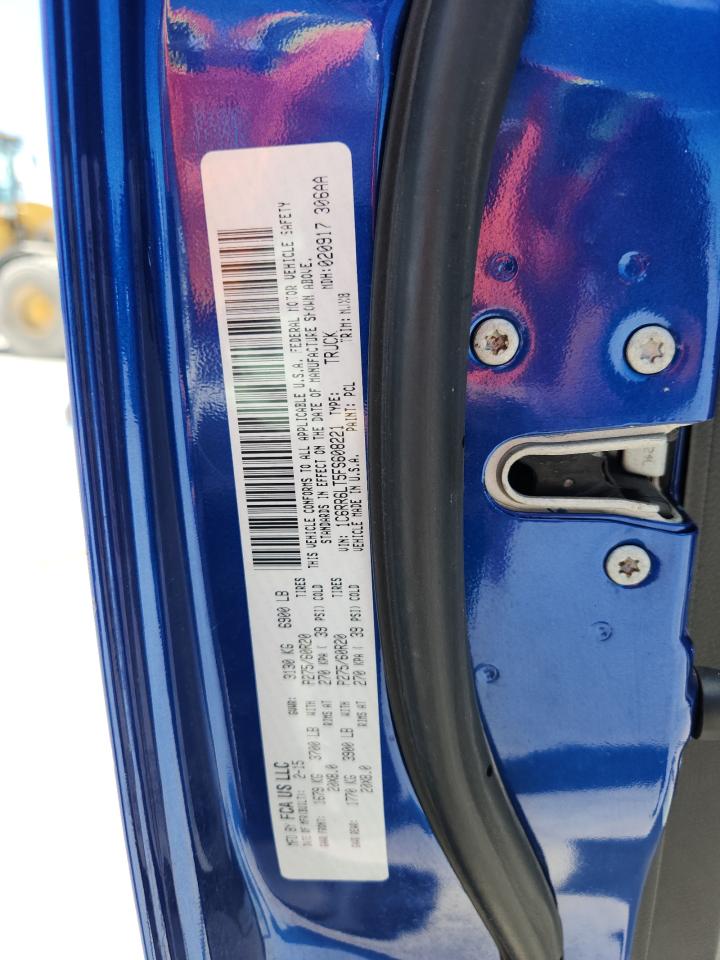 MFD BY FCA US LLC
DATE OF MFR(BUILT): 2-15 GVWR: 3130 KG 6900 LB
GAWR FRONT: 1679 KG 3700 LB WITH P275/60R20 TIRES
20X8.0 RIMS AT 270 KPA ( 39 PSI) COLD
GAWR REAR: 1770 KG 3900 LB WITH P275/60R20 TIRES
20X8.0 RIMS AT 270 KPA ( 39 PSI) COLD
THIS VEHICLE CONFORMS TO ALL APPLICABLE U.S.A. FEDERAL MOTOR VEHICLE SAFETY
STANDARDS IN EFFECT ON THE DATE OF MANUFACTURE SHOWN ABOVE.
VIN: 1C6RR6LT5FS608221 TYPE: TRUCK MDH:020917 306AA
VEHICLE MADE IN U.S.A. PAINT: PCL TRIM: